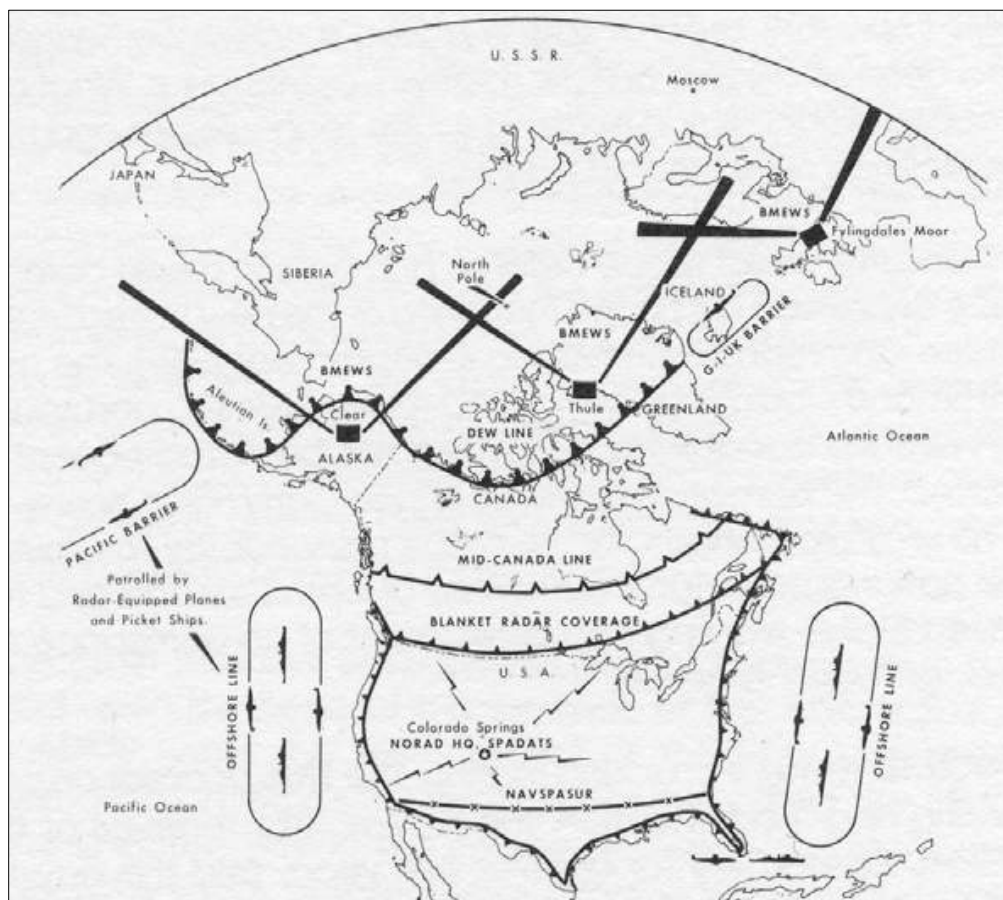 U. S. S. R.
Moscow
JAPAN
BMEWS
Fylingdales Moor
SIBERIA
North
Pole
ICELAND
G-I-UK BARRIER
BMEWS
BMEWS
Aleutian Is.
Clear
Thule
GREENLAND
DEW LINE
Atlantic Ocean
ALASKA
CANADA
PACIFIC BARRIER
MID-CANADA LINE
Patrolled by
Radar-Equipped Planes
and Picket Ships.
BLANKET RADAR COVERAGE
U. S. A.
OFFSHORE LINE
OFFSHORE LINE
Colorado Springs
NORAD HQ. SPADATS
NAVSPASUR
Pacific Ocean